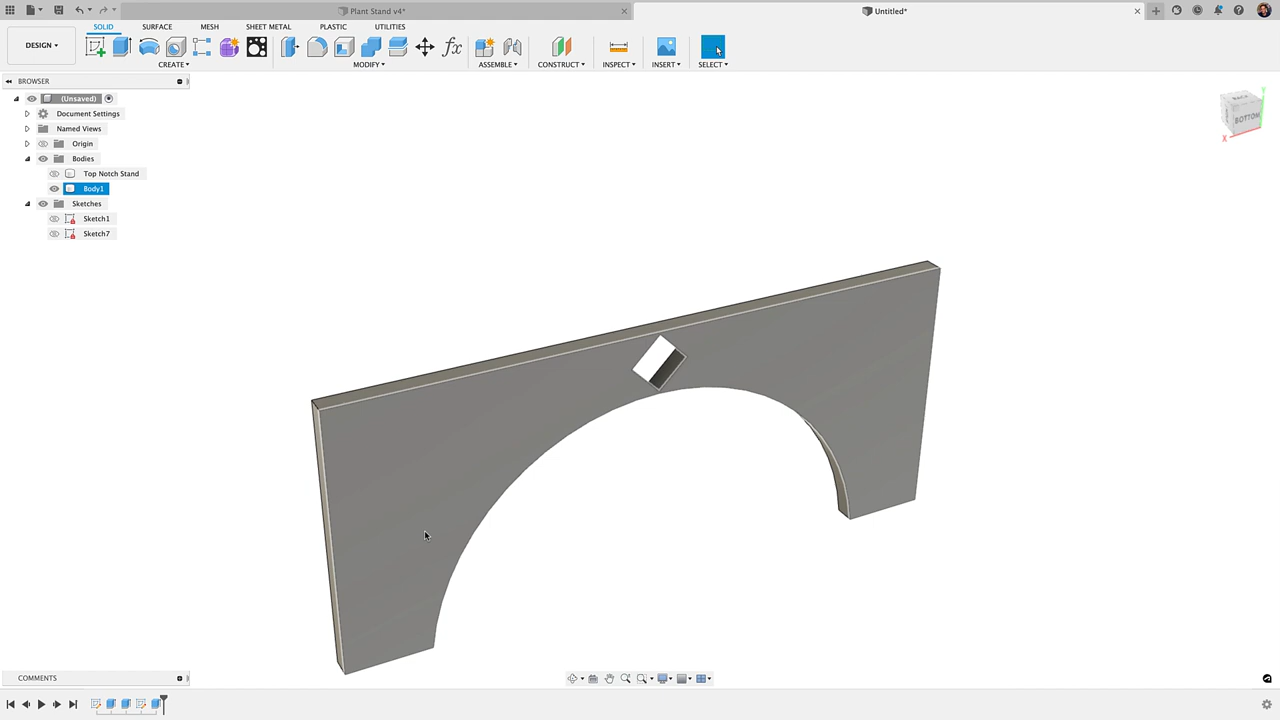 Plant Stand v4*
Untitled*
SOLID SURFACE MESH SHEET METAL PLASTIC UTILITIES
DESIGN
CREATE MODIFY ASSEMBLE CONSTRUCT INSPECT INSERT SELECT
BROWSER
(Unsaved)
Document Settings
Named Views
Origin
Bodies
Top Notch Stand
Body1
Sketches
Sketch1
Sketch7
BACK
BOTTOM
X
Y
COMMENTS